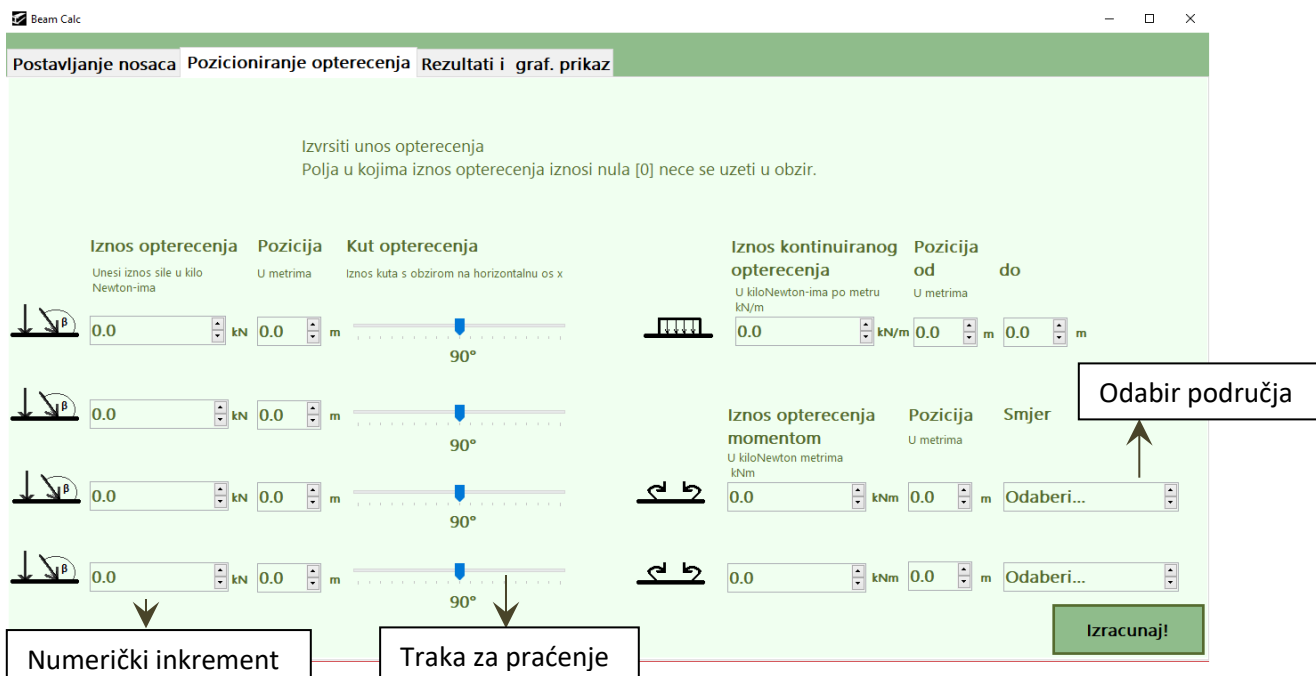 Beam Calc
Postavljanje nosaca Pozicioniranje opterecenja Rezultati i graf. prikaz
Izvrsiti unos opterecenja
Polja u kojima iznos opterecenja iznosi nula [0] nece se uzeti u obzir.
Iznos opterecenja Pozicija Kut opterecenja
Unesi iznos sile u kilo
Newton-ima
U metrima
Iznos kuta s obzirom na horizontalnu os x
β 0.0 kN 0.0 m
90°
β 0.0 kN 0.0 m
90°
β 0.0 kN 0.0 m
90°
β 0.0 kN 0.0 m
90°
Iznos kontinuiranog
opterecenja
U kiloNewton-ima po metru
kN/m
Pozicija
od
U metrima
do
0.0 kN/m 0.0 m 0.0 m
Odabir područja
Iznos opterecenja
momentom
U kiloNewton metrima
kNm
Pozicija
U metrima
Smjer
0.0 kNm 0.0 m Odaberi...
0.0 kNm 0.0 m Odaberi...
Izracunaj!
Numerički inkrement
Traka za praćenje